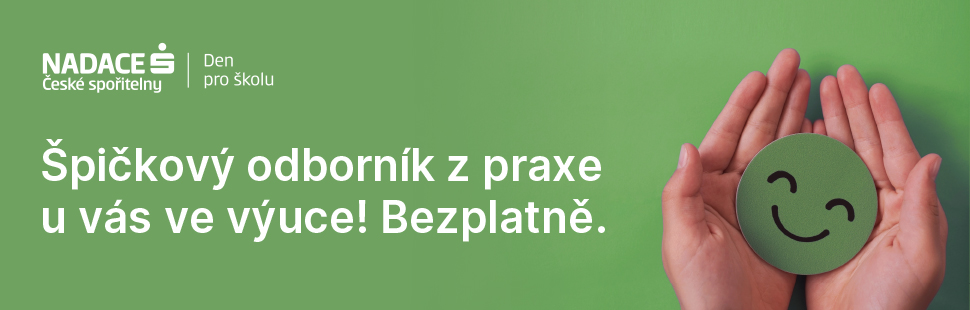 NADACE
České spořitelny
Den
pro školu
Špičkový odborník z praxe
u vás ve výuce! Bezplatně.